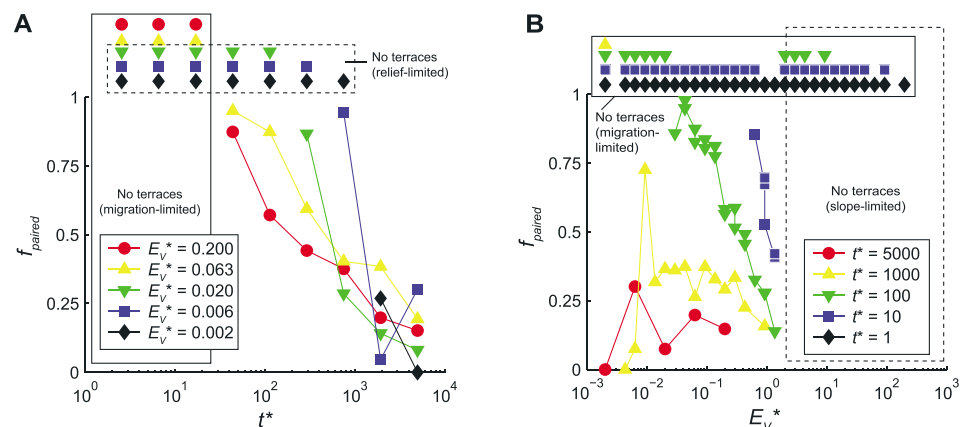 A
No terraces
(relief-limited)
1
0.75
0.5
0.25
0
f_paired
No terraces
(migration-limited)
E_v* = 0.200
E_v* = 0.063
E_v* = 0.020
E_v* = 0.006
E_v* = 0.002
10^0
10^1
10^2
10^3
10^4
t*
B
No terraces
(migration-
limited)
No terraces
(slope-limited)
1
0.75
0.5
0.25
0
f_paired
t* = 5000
t* = 1000
t* = 100
t* = 10
t* = 1
10^-3
10^-2
10^-1
10^0
10^1
10^2
10^3
E_v*